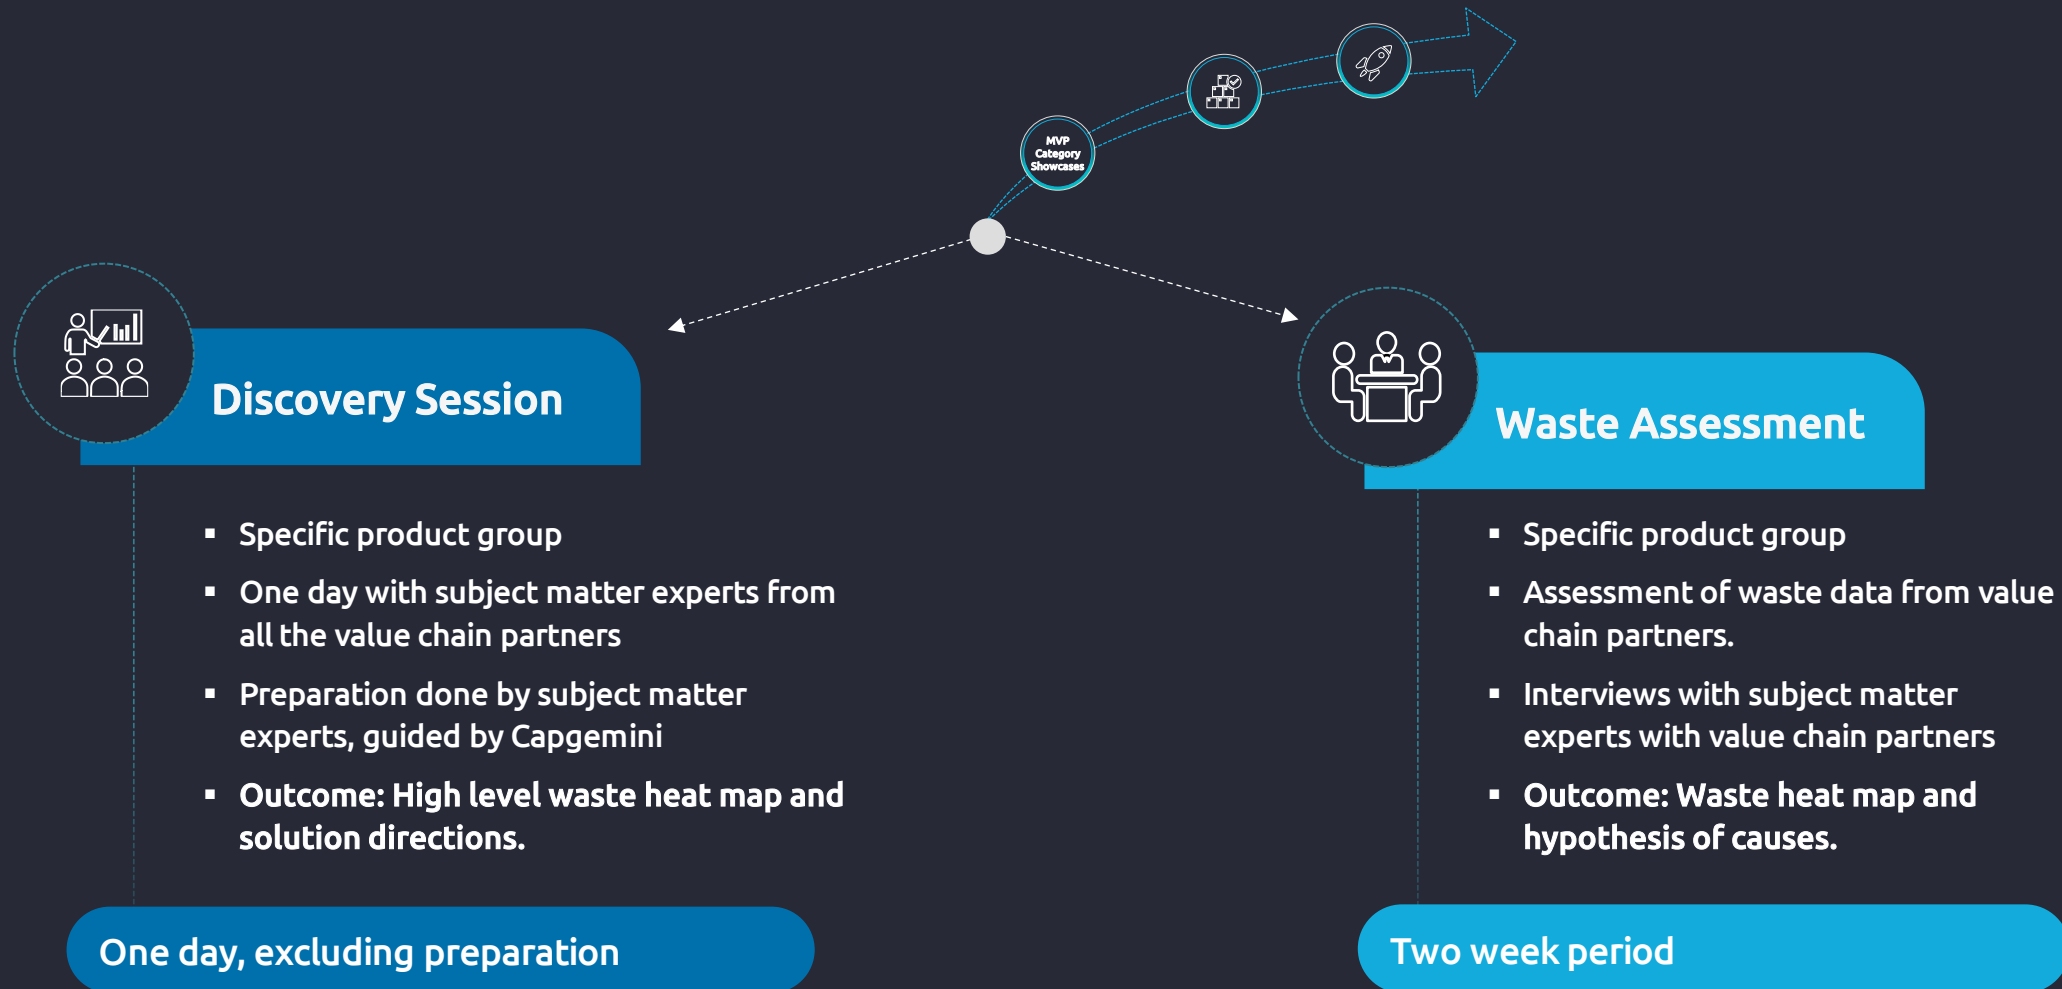 MVP
Category
Showcases
Discovery Session
▪ Specific product group
▪ One day with subject matter experts from
all the value chain partners
▪ Preparation done by subject matter
experts, guided by Capgemini
▪ Outcome: High level waste heat map and
solution directions.
One day, excluding preparation
Waste Assessment
▪ Specific product group
▪ Assessment of waste data from value
chain partners.
▪ Interviews with subject matter
experts with value chain partners
▪ Outcome: Waste heat map and
hypothesis of causes.
Two week period